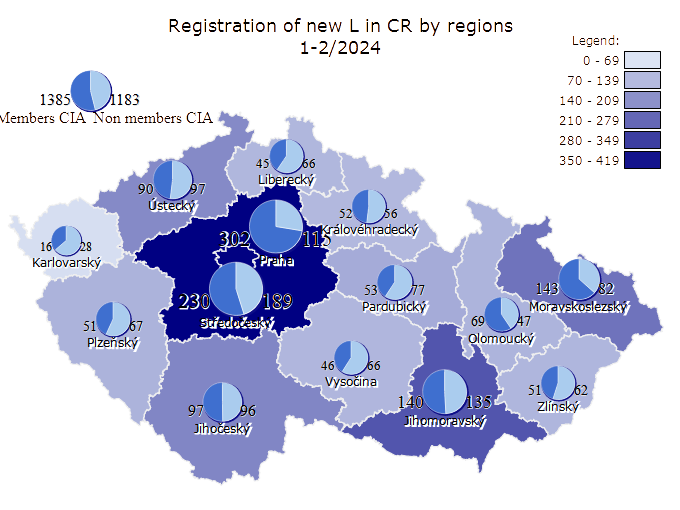 Registration of new L in CR by regions
1-2/2024
Legend:
0 - 69
70 - 139
140 - 209
210 - 279
280 - 349
350 - 419
1385 1183
Members CIA Non members CIA
45 66
Liberecký
90 97
Ústecký
52 56
Královéhradecký
302 115
Praha
16 28
Karlovarský
230 189
Středočeský
53 77
Pardubický
143 82
Moravskoslezský
51 67
Plzeňský
69 47
Olomoucký
46 66
Vysočina
51 62
Zlínský
97 96
Jihočeský
140 135
Jihomoravský